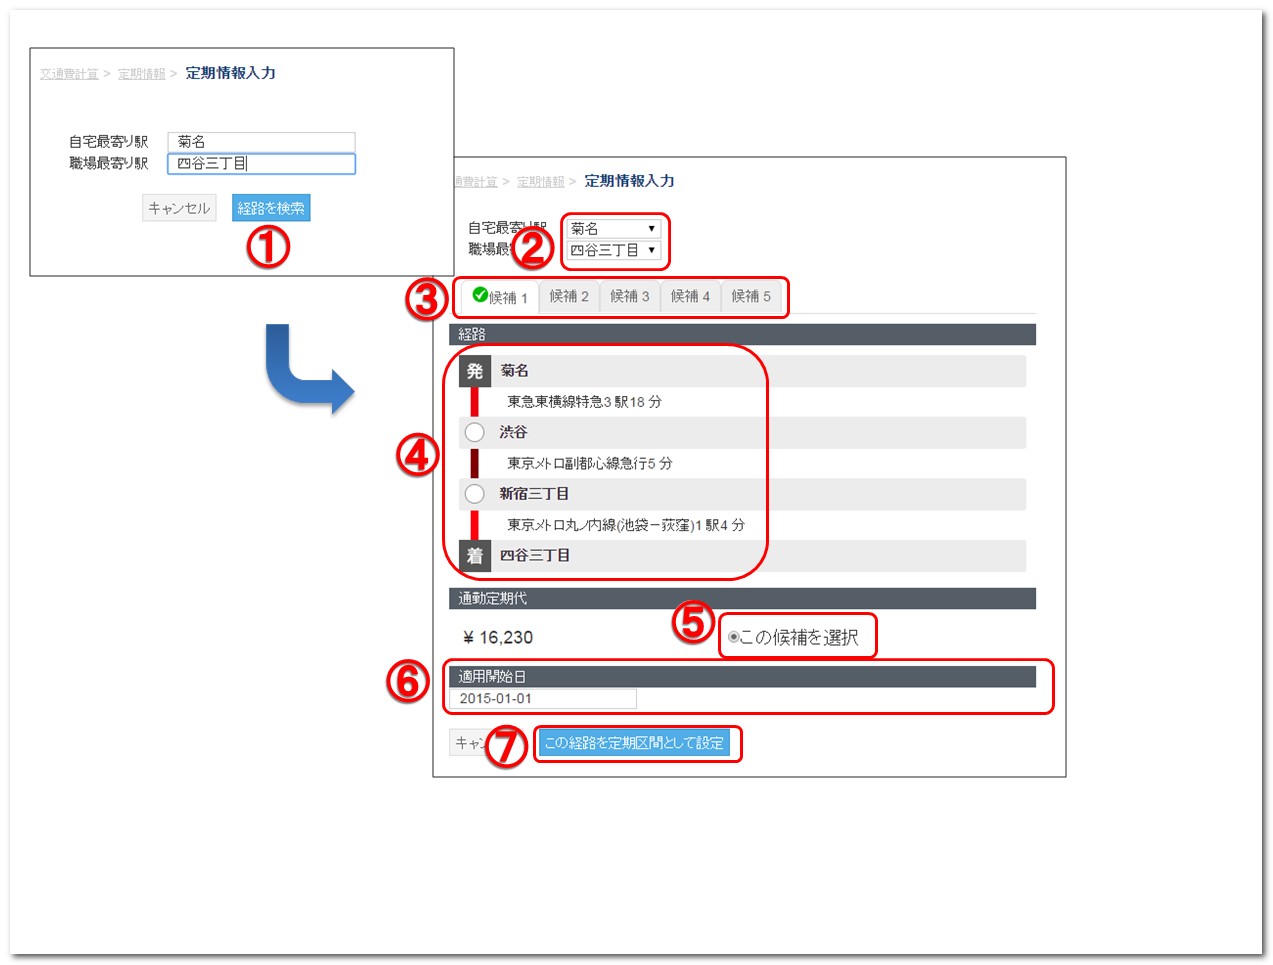 交通費計算 > 定期情報 > 定期情報入力
自宅最寄り駅 菊名
職場最寄り駅 四谷三丁目
キャンセル 経路を検索
①
通費計算 > 定期情報 > 定期情報入力
自宅最寄り駅 菊名 ▼
職場最 四谷三丁目 ▼
②
③
候補 1 候補 2 候補 3 候補 4 候補 5
経路
発 菊名
東急東横線特急3 駅18 分
渋谷
④
東京メトロ副都心線急行5 分
新宿三丁目
東京メトロ丸ノ内線(池袋－荻窪)1 駅4 分
着 四谷三丁目
通勤定期代
⑤
¥ 16,230 この候補を選択
⑥
適用開始日
2015-01-01
キャン ⑦ この経路を定期区間として設定